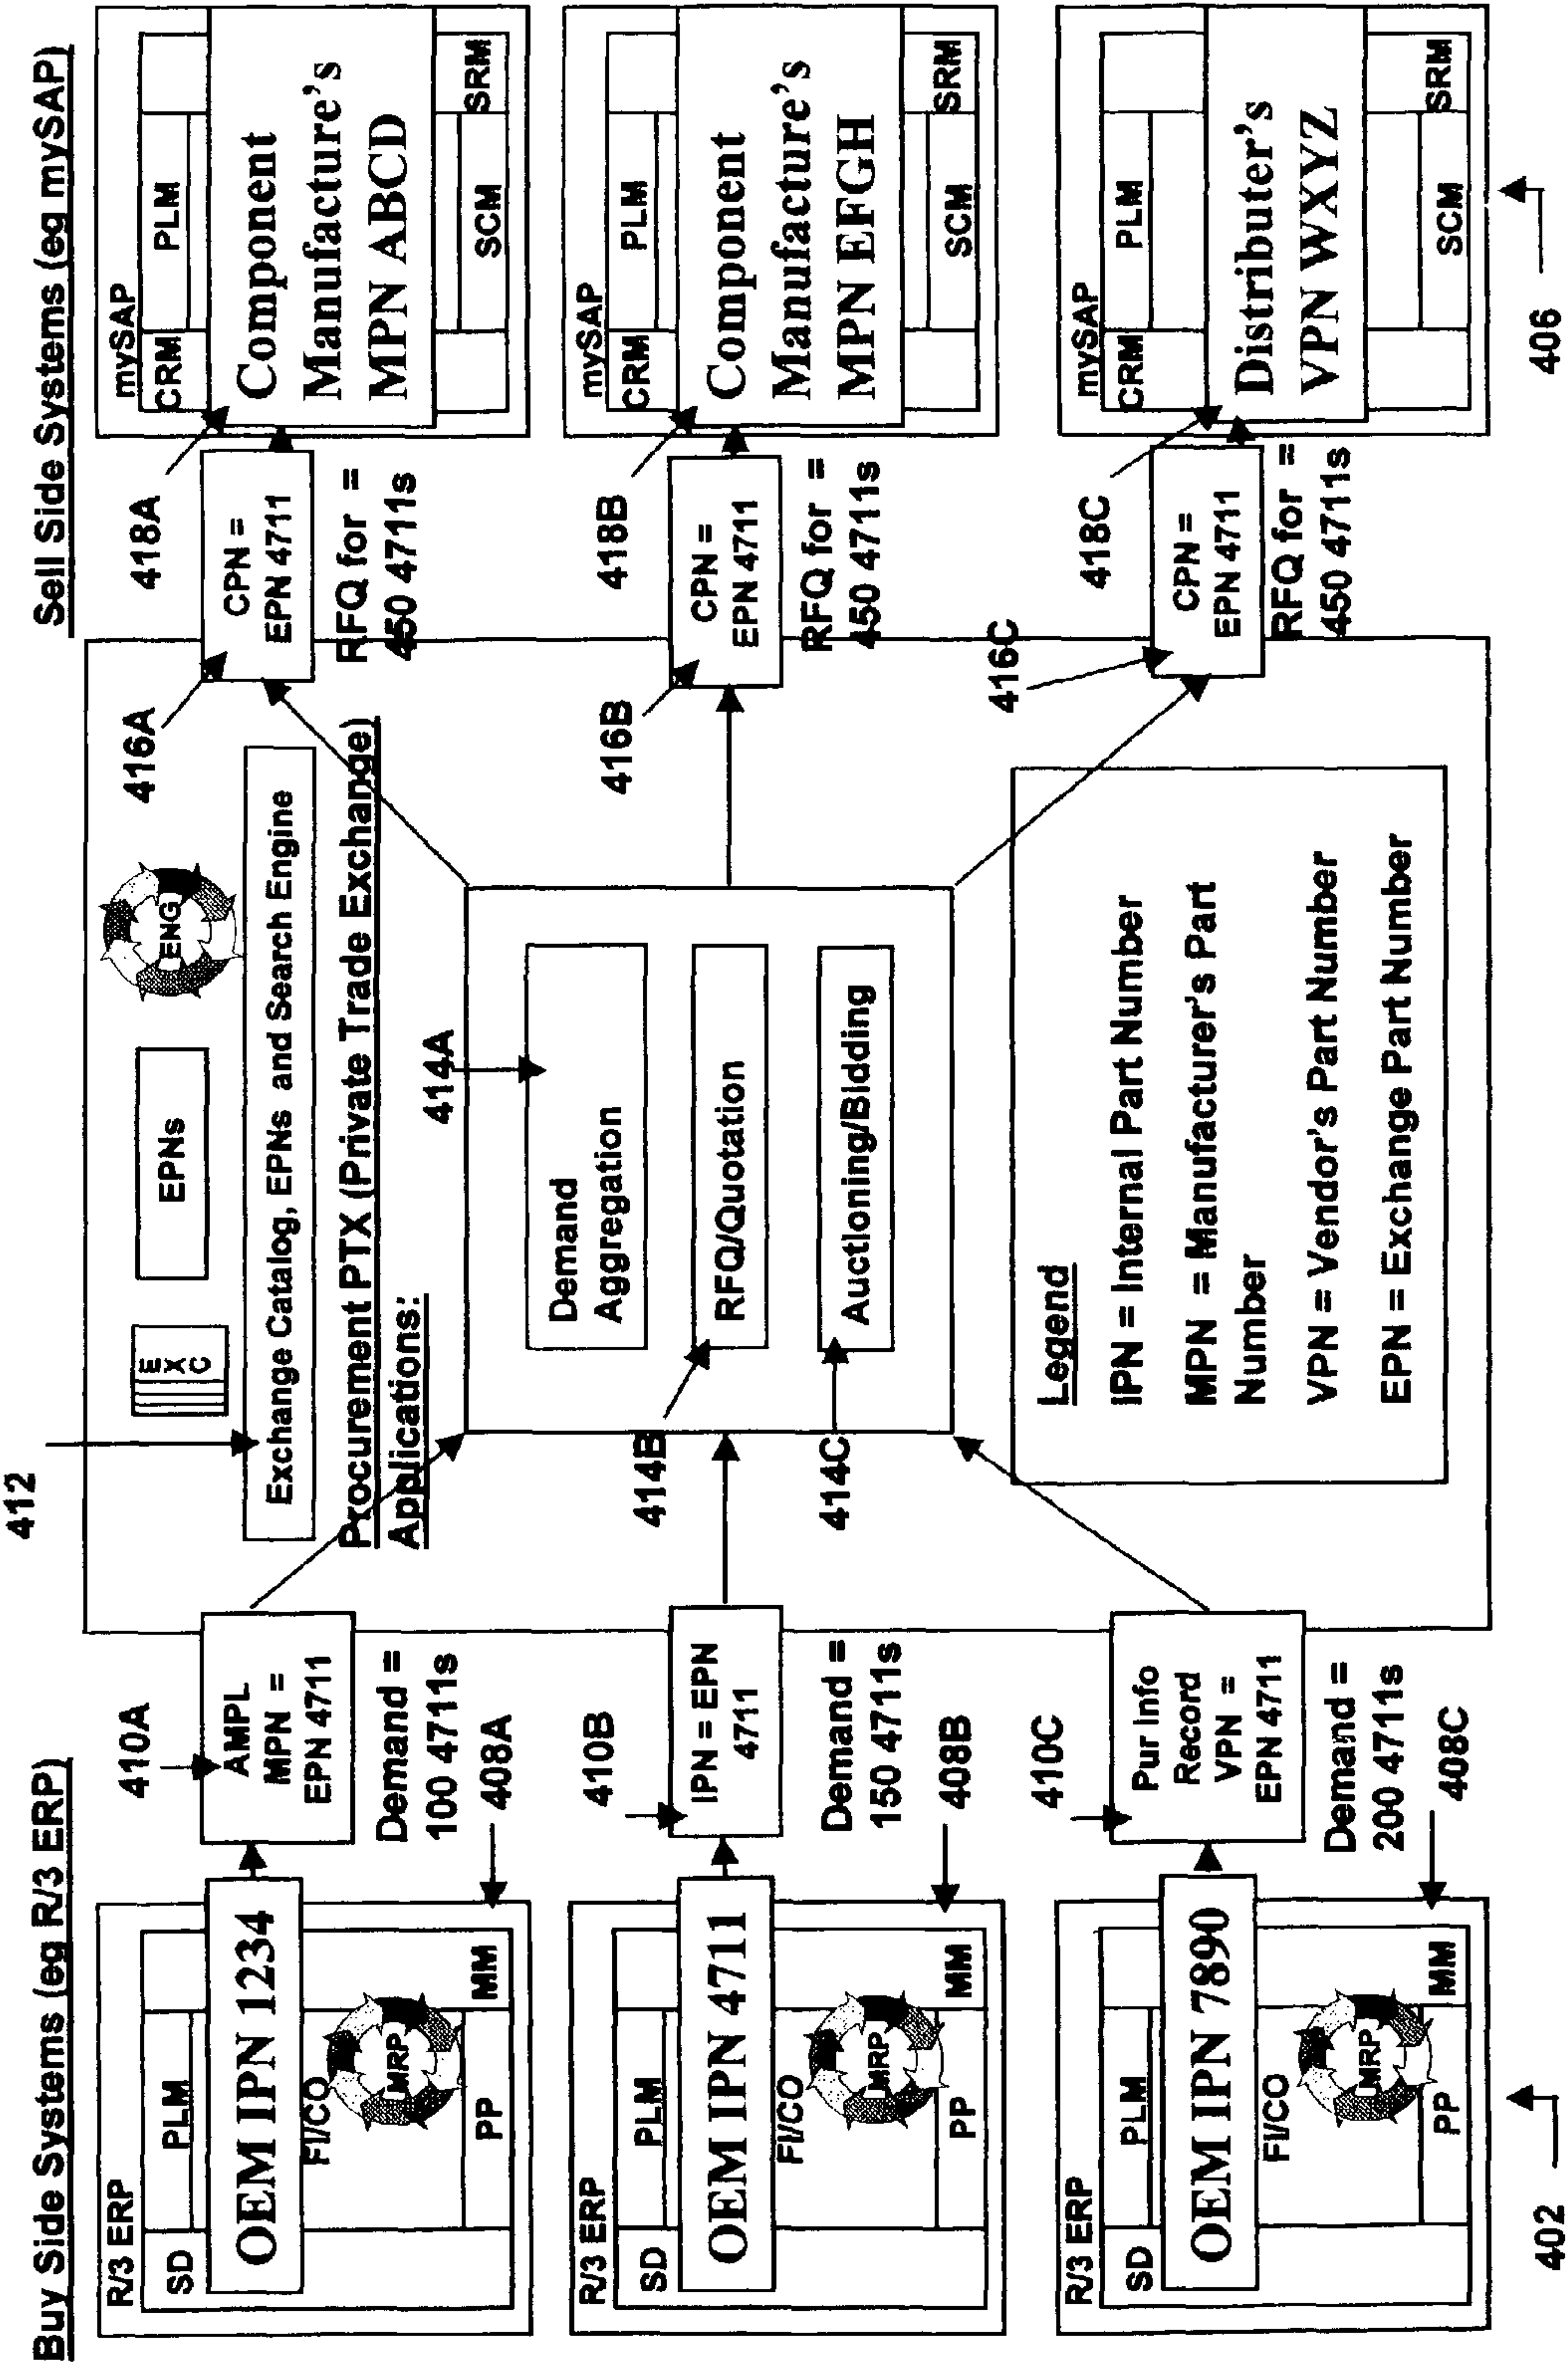 Buy Side Systems (eg R/3 ERP)
R/3 ERP
SD
PLM
OEM IPN 1234
FI/CO
MRP
PP
MM
408A
410A
AMPL
MPN =
EPN 4711
Demand =
100 4711s
R/3 ERP
SD
PLM
OEM IPN 4711
FI/CO
MRP
PP
MM
408B
410B
IPN = EPN
4711
Demand =
150 4711s
R/3 ERP
SD
PLM
OEM IPN 7890
FI/CO
MRP
PP
MM
408C
410C
Pur Info
Record
VPN =
EPN 4711
Demand =
200 4711s
402
412
EXC
EPNs
ENG
Exchange Catalog, EPNs and Search Engine
Procurement PTX (Private Trade Exchange)
Applications:
414A
Demand
Aggregation
414B
RFQ/Quotation
414C
Auctioning/Bidding
Legend
IPN = Internal Part Number
MPN = Manufacturer's Part
Number
VPN = Vendor's Part Number
EPN = Exchange Part Number
Sell Side Systems (eg mySAP)
416A
CPN =
EPN 4711
RFQ for =
450 4711s
418A
mySAP
CRM
PLM
Component
Manufacture's
MPN ABCD
SCM
SRM
416B
CPN =
EPN 4711
RFQ for =
450 4711s
418B
mySAP
CRM
PLM
Component
Manufacture's
MPN EFGH
SCM
SRM
416C
CPN =
EPN 4711
RFQ for =
450 4711s
418C
mySAP
CRM
PLM
Distributer's
VPN WXYZ
SCM
SRM
406